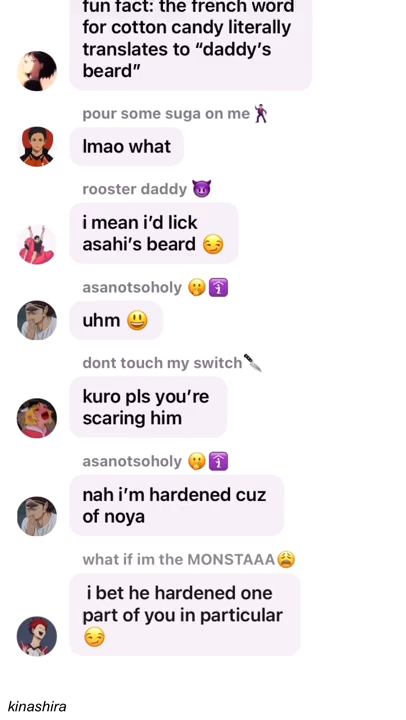 fun fact: the french word
for cotton candy literally
translates to “daddy’s
beard”
pour some suga on me🕺
lmao what
rooster daddy 😈
i mean i’d lick
asahi’s beard 😏
asanotsoholy 🤭🛐
uhm 😃
dont touch my switch🔪
kuro pls you’re
scaring him
asanotsoholy 🤭🛐
nah i’m hardened cuz
of noya
what if im the MONSTAAA😩
i bet he hardened one
part of you in particular
😏
kinashira